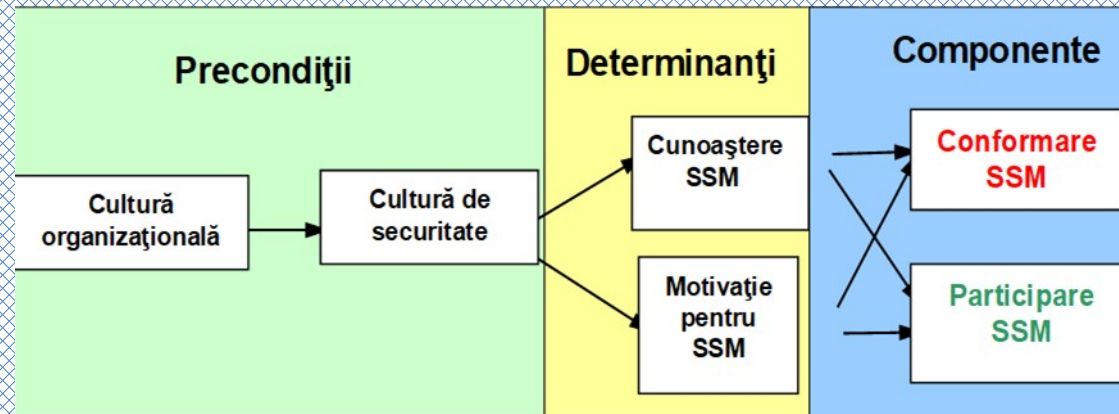 Precondiţii
Cultură
organizaţională
Cultură de
securitate
Determinanţi
Cunoaştere
SSM
Motivaţie
pentru
SSM
Componente
Conformare
SSM
Participare
SSM